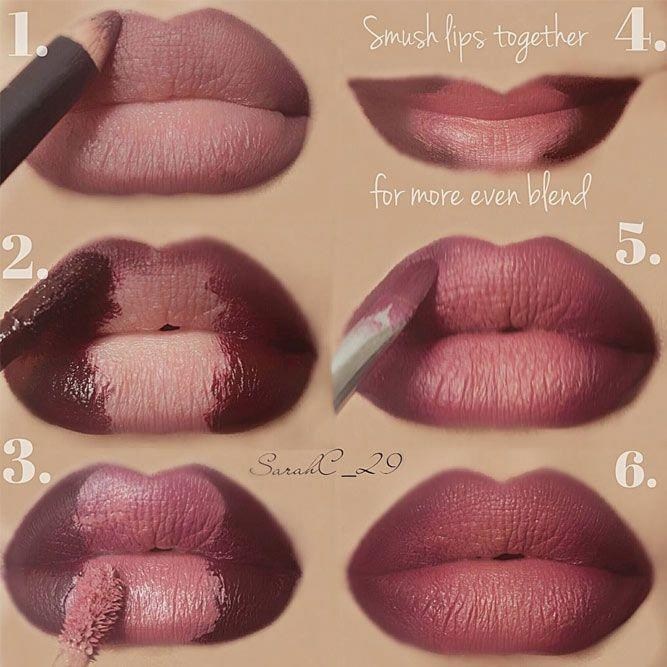 1.
2.
3.
Smush lips together
4.
for more even blend
5.
SarahC_29
6.